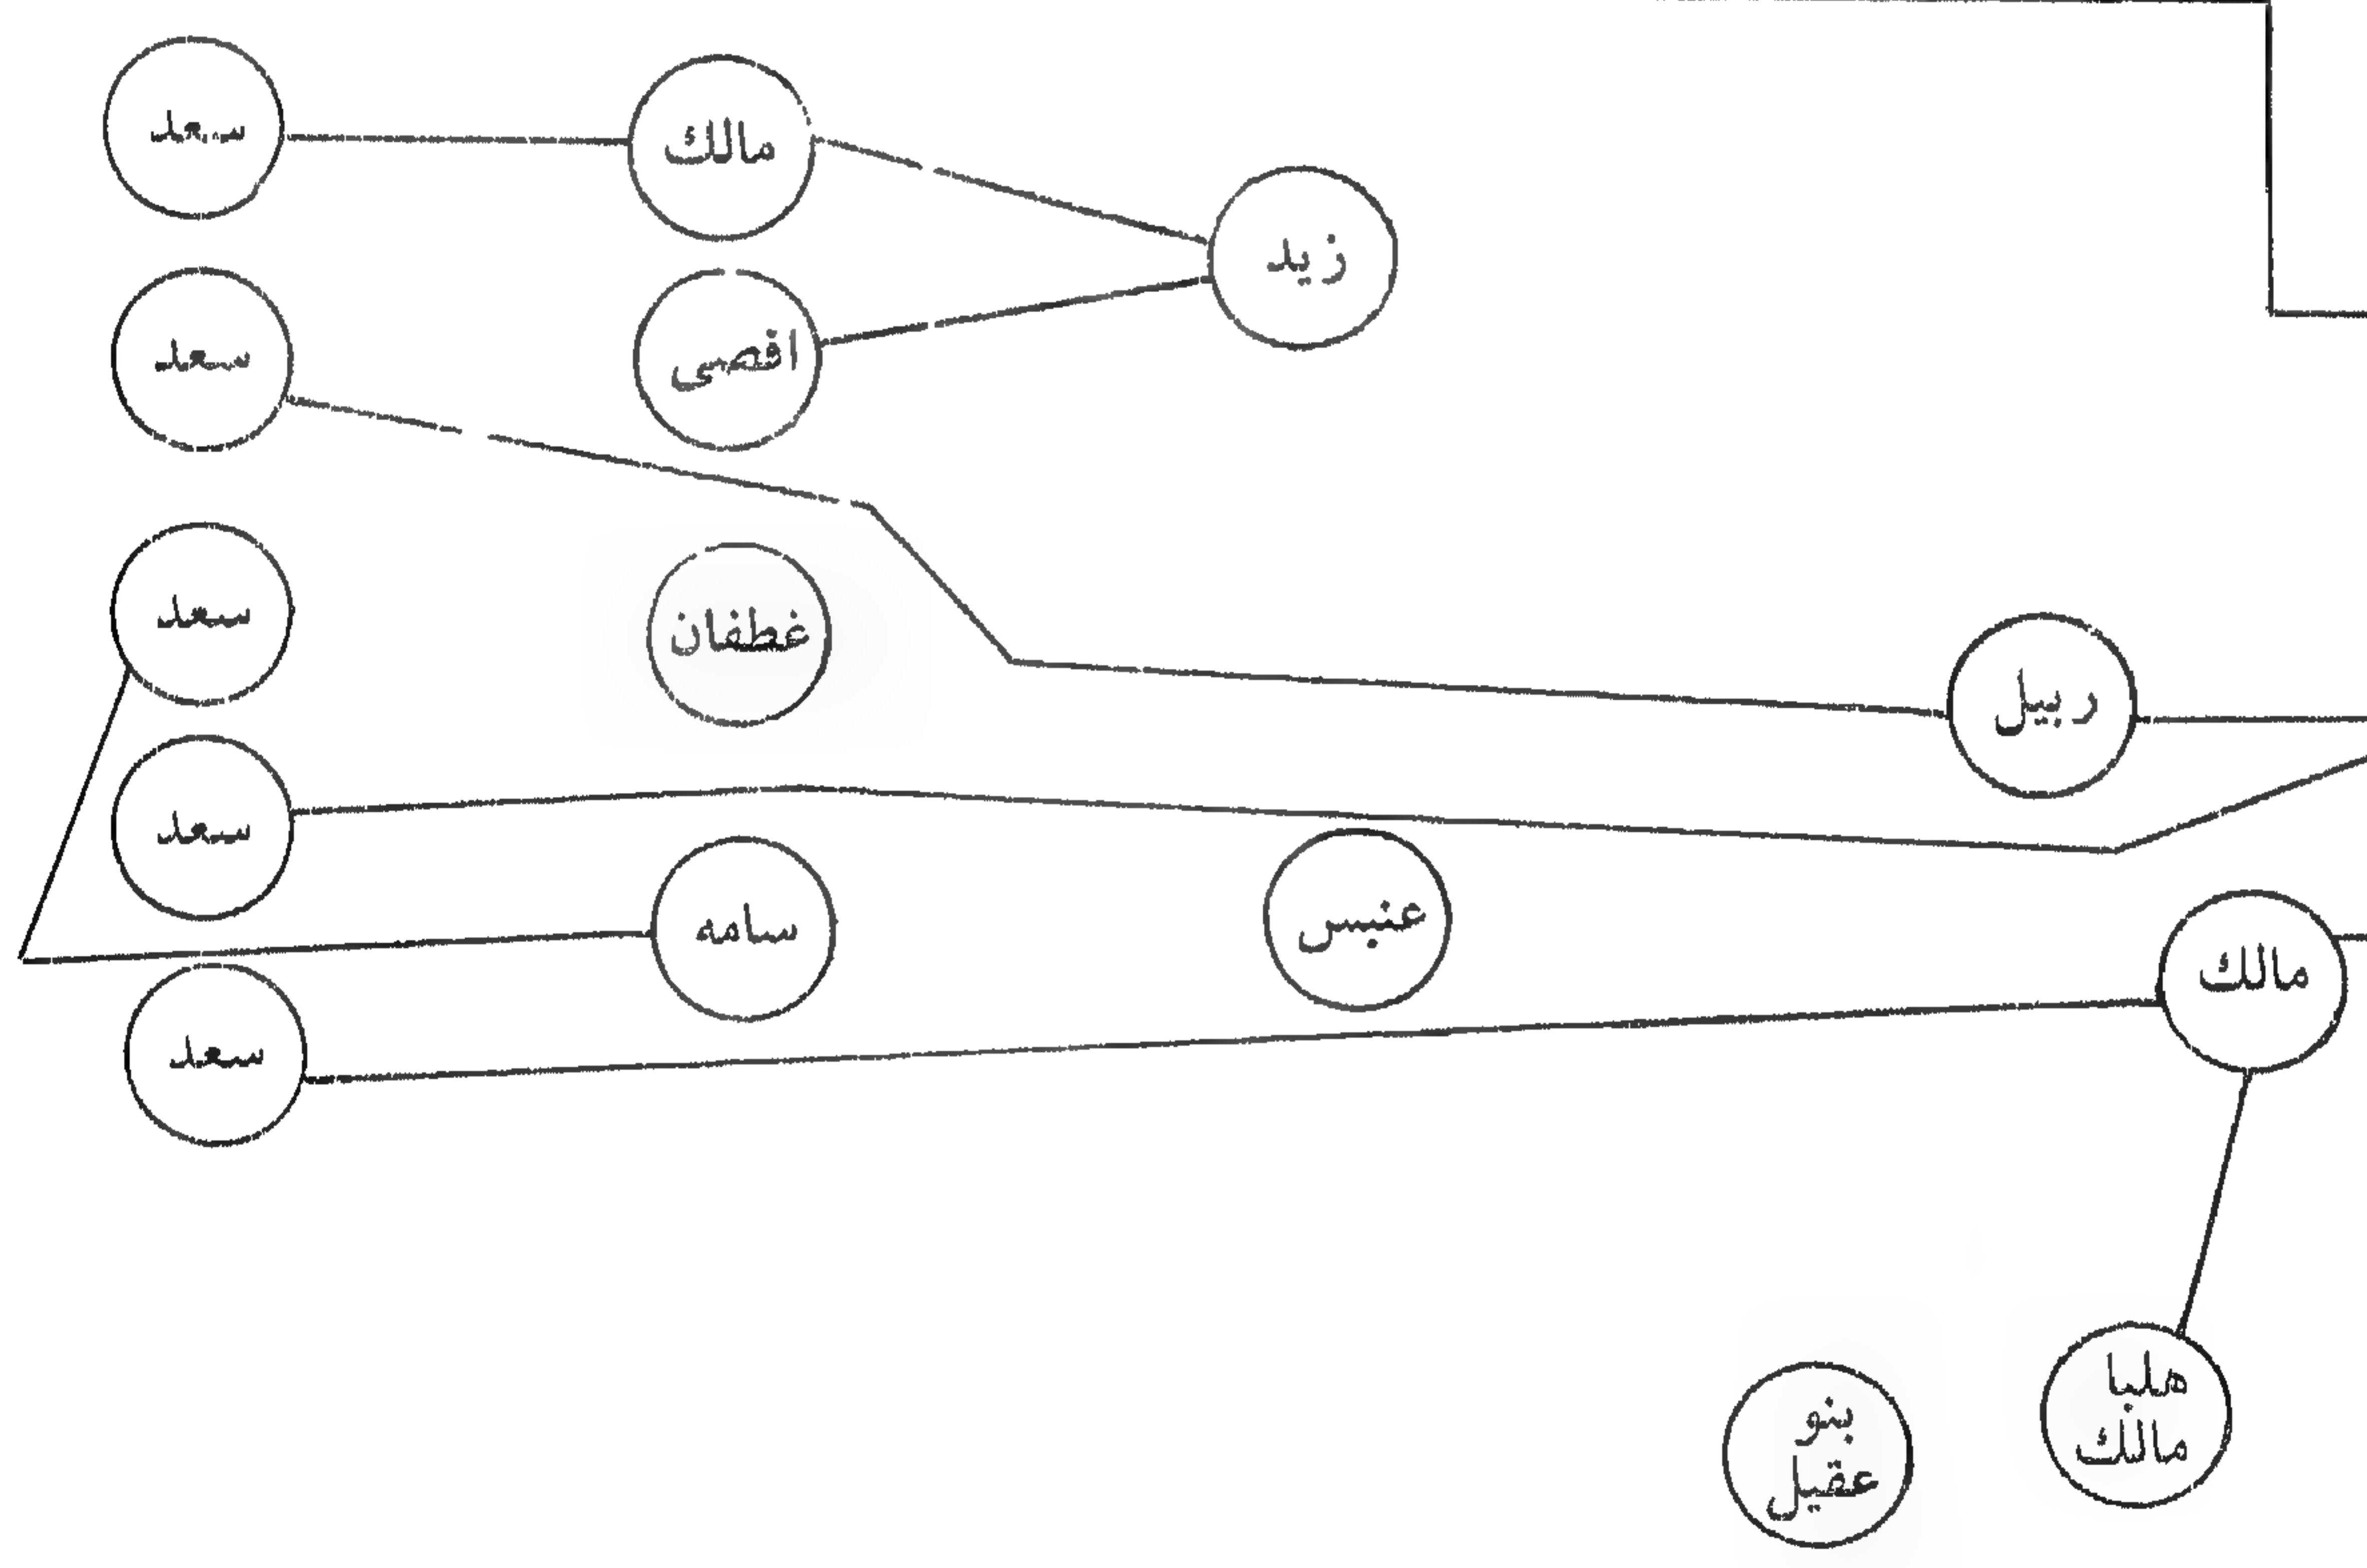 سعد
مالك
زيد
سعد
افصى
سعد
غطفان
ربيل
سعد
سامه
عنبس
مالك
سعد
هلبا
مالك
بنو
عقيل